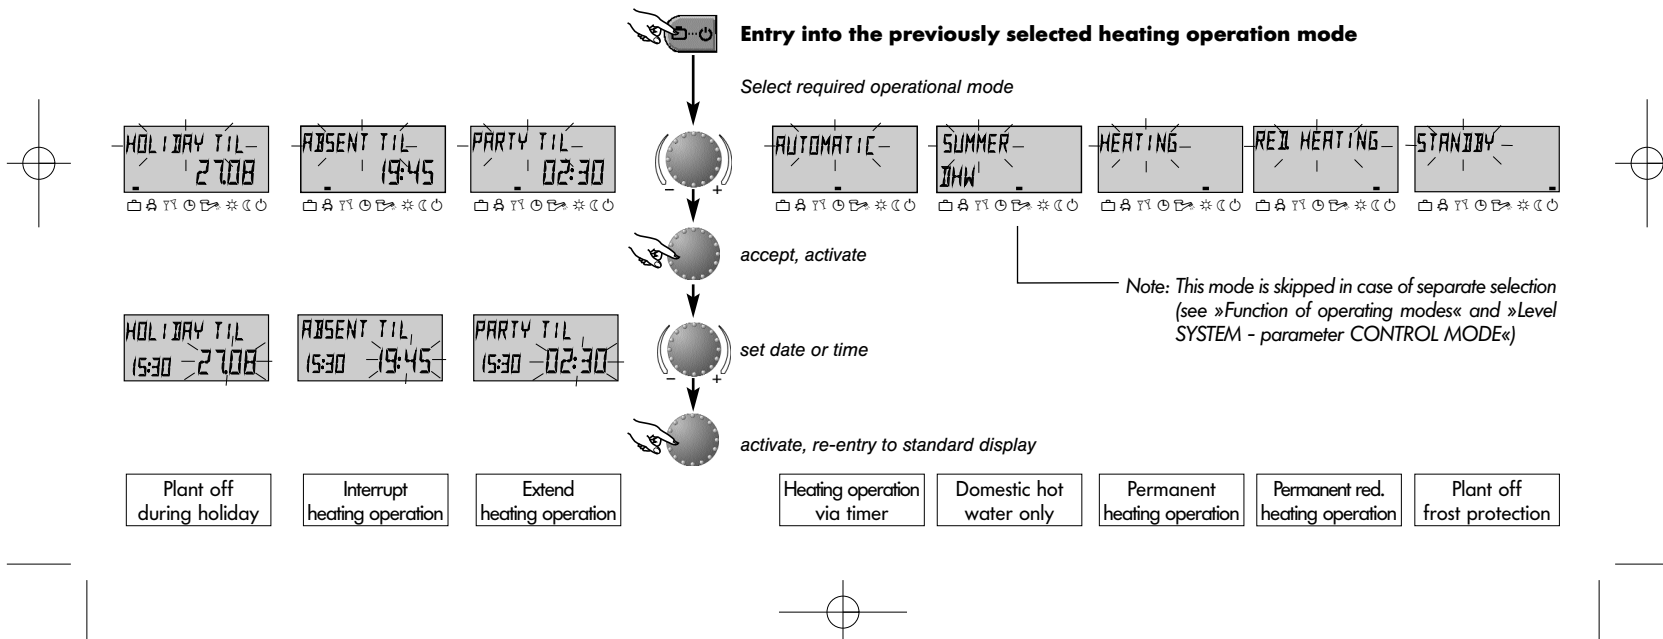 Entry into the previously selected heating operation mode
Select required operational mode
HOLIDAY TIL
27.08
ABSENT TIL
19:45
PARTY TIL
02:30
− +
AUTOMATIC
SUMMER
DHW
HEATING
RED HEATING
STANDBY
accept, activate
Note: This mode is skipped in case of separate selection
(see »Function of operating modes« and »Level
SYSTEM - parameter CONTROL MODE«)
HOLIDAY TIL
15:30 27.08
ABSENT TIL
15:30 19:45
PARTY TIL
15:30 02:30
set date or time
− +
activate, re-entry to standard display
Plant off
during holiday
Interrupt
heating operation
Extend
heating operation
Heating operation
via timer
Domestic hot
water only
Permanent
heating operation
Permanent red.
heating operation
Plant off
frost protection